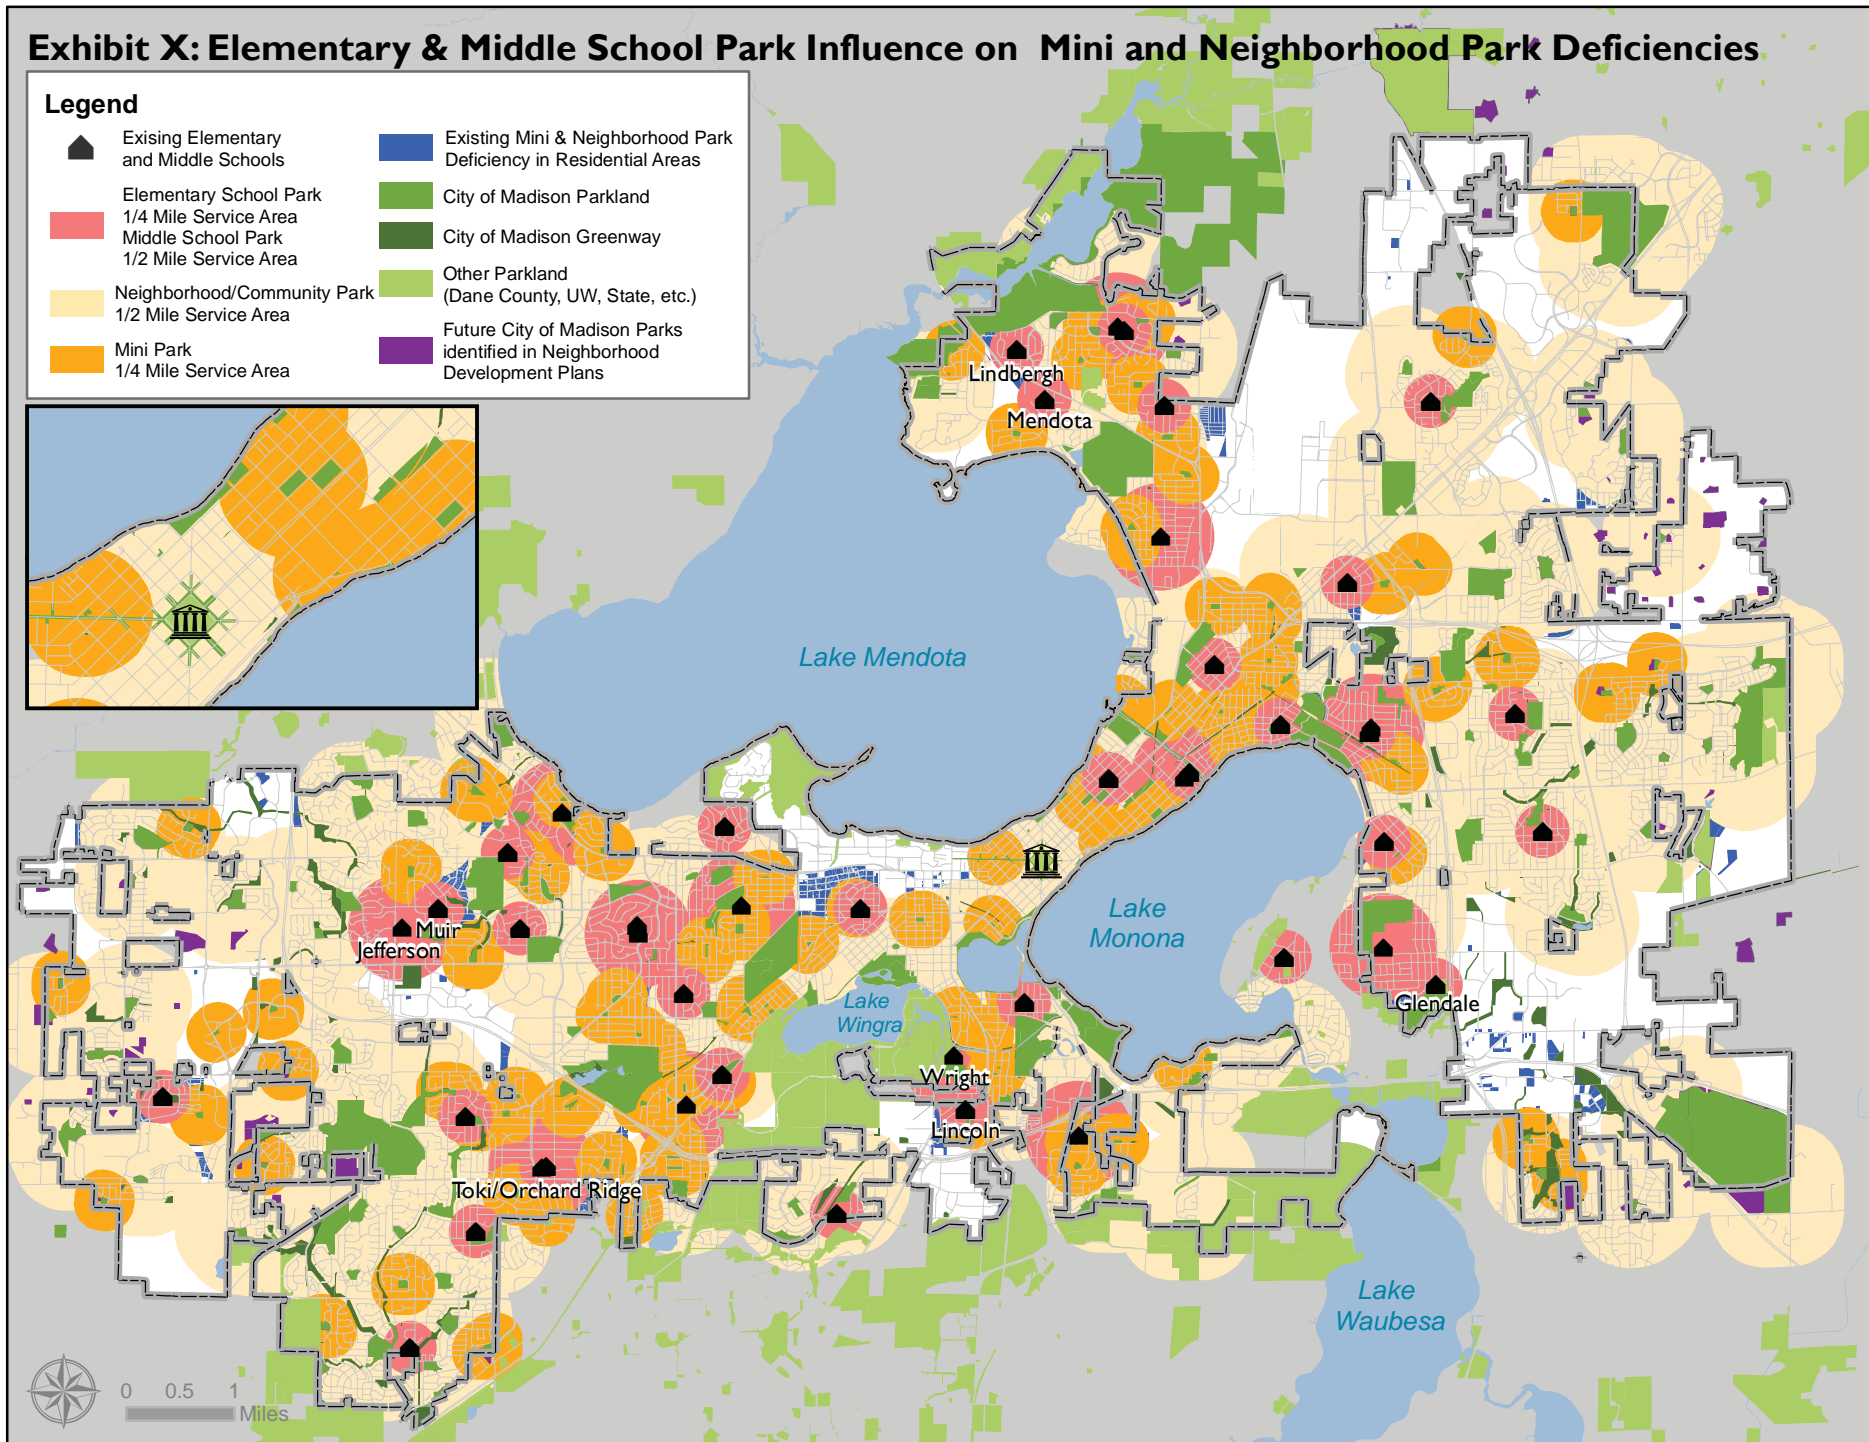 Exhibit X: Elementary & Middle School Park Influence on Mini and Neighborhood Park Deficiencies
Legend
Exising Elementary
and Middle Schools
Elementary School Park
1/4 Mile Service Area
Middle School Park
1/2 Mile Service Area
Neighborhood/Community Park
1/2 Mile Service Area
Mini Park
1/4 Mile Service Area
Existing Mini & Neighborhood Park
Deficiency in Residential Areas
City of Madison Parkland
City of Madison Greenway
Other Parkland
(Dane County, UW, State, etc.)
Future City of Madison Parks
identified in Neighborhood
Development Plans
Lindbergh
Mendota
Lake Mendota
Muir
Jefferson
Lake
Monona
Lake
Wingra
Glendale
Wright
Lincoln
Toki/Orchard Ridge
Lake
Waubesa
0 0.5 1
Miles